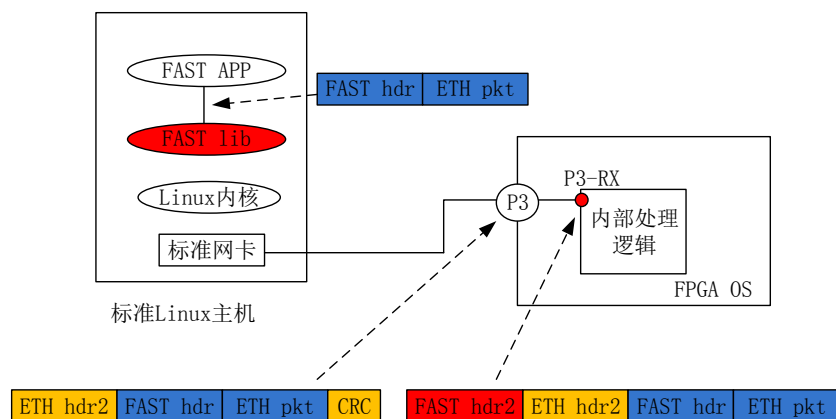 FAST APP
FAST hdr ETH pkt
FAST lib
Linux内核
标准网卡
标准Linux主机
P3
P3-RX
内部处理
逻辑
FPGA OS
ETH hdr2 FAST hdr ETH pkt CRC
FAST hdr2 ETH hdr2 FAST hdr ETH pkt